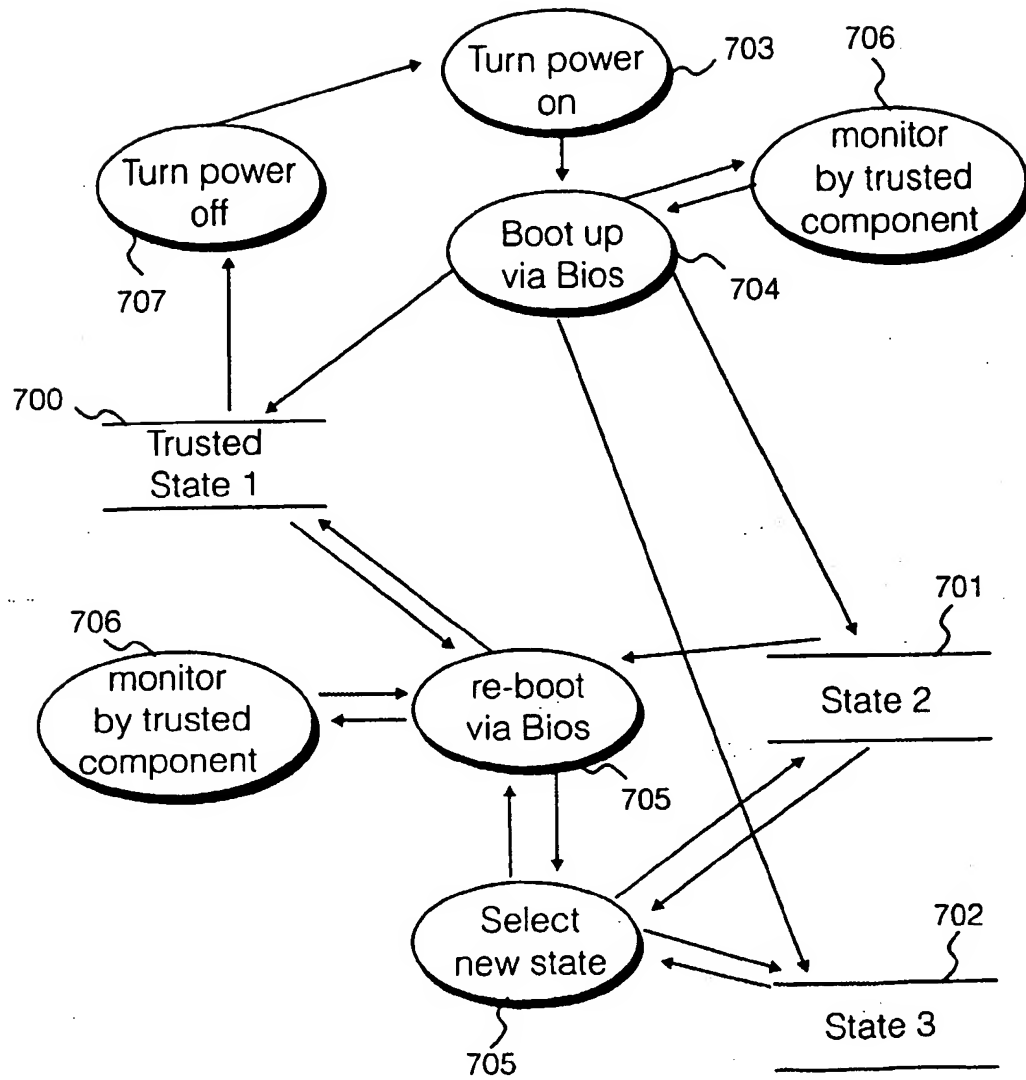 Turn power
on
703
706
monitor
by trusted
component
Turn power
off
707
Boot up
via Bios
704
700
Trusted
State 1
701
State 2
706
monitor
by trusted
component
re-boot
via Bios
705
Select
new state
705
702
State 3